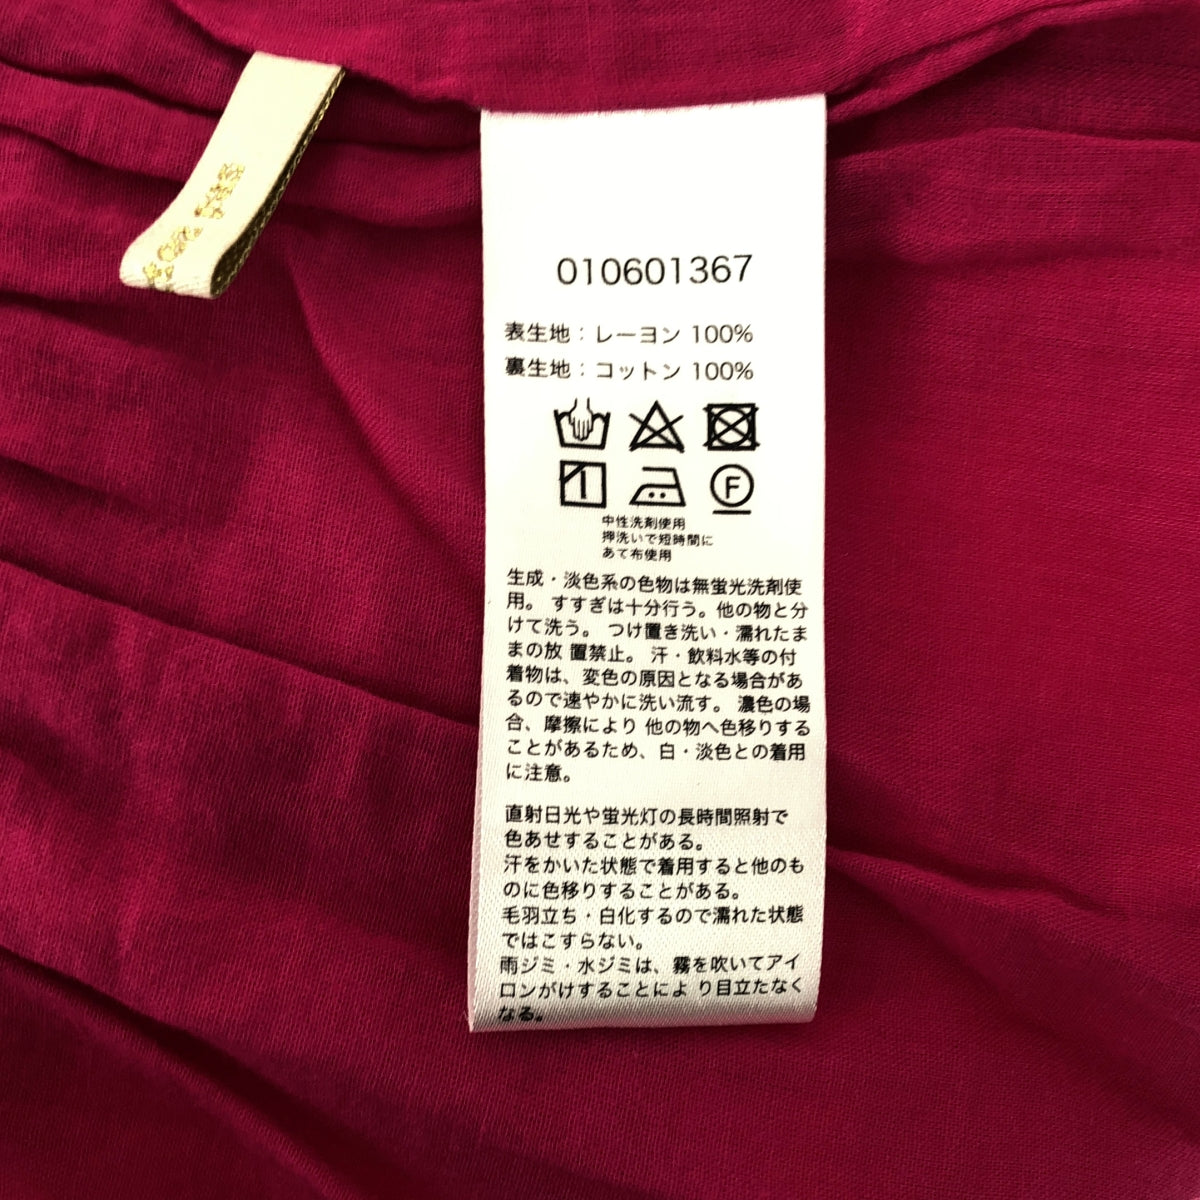 010601367
表生地：レーヨン 100%
裏生地：コットン 100%
F
中性洗剤使用
押洗いで短時間に
あて布使用
生成・淡色系の色物は無蛍光洗剤使
用。 すすぎは十分行う。他の物と分
けて洗う。 つけ置き洗い・濡れたま
まの放 置禁止。 汗・飲料水等の付
着物は、変色の原因となる場合があ
るので速やかに洗い流す。 濃色の場
合、摩擦により 他の物へ色移りする
ことがあるため、白・淡色との着用
に注意。
直射日光や蛍光灯の長時間照射で
色あせすることがある。
汗をかいた状態で着用すると他のも
のに色移りすることがある。
毛羽立ち・白化するので濡れた状態
ではこすらない。
雨ジミ・水ジミは、霧を吹いてアイ
ロンがけすることによ り目立たなく
なる。